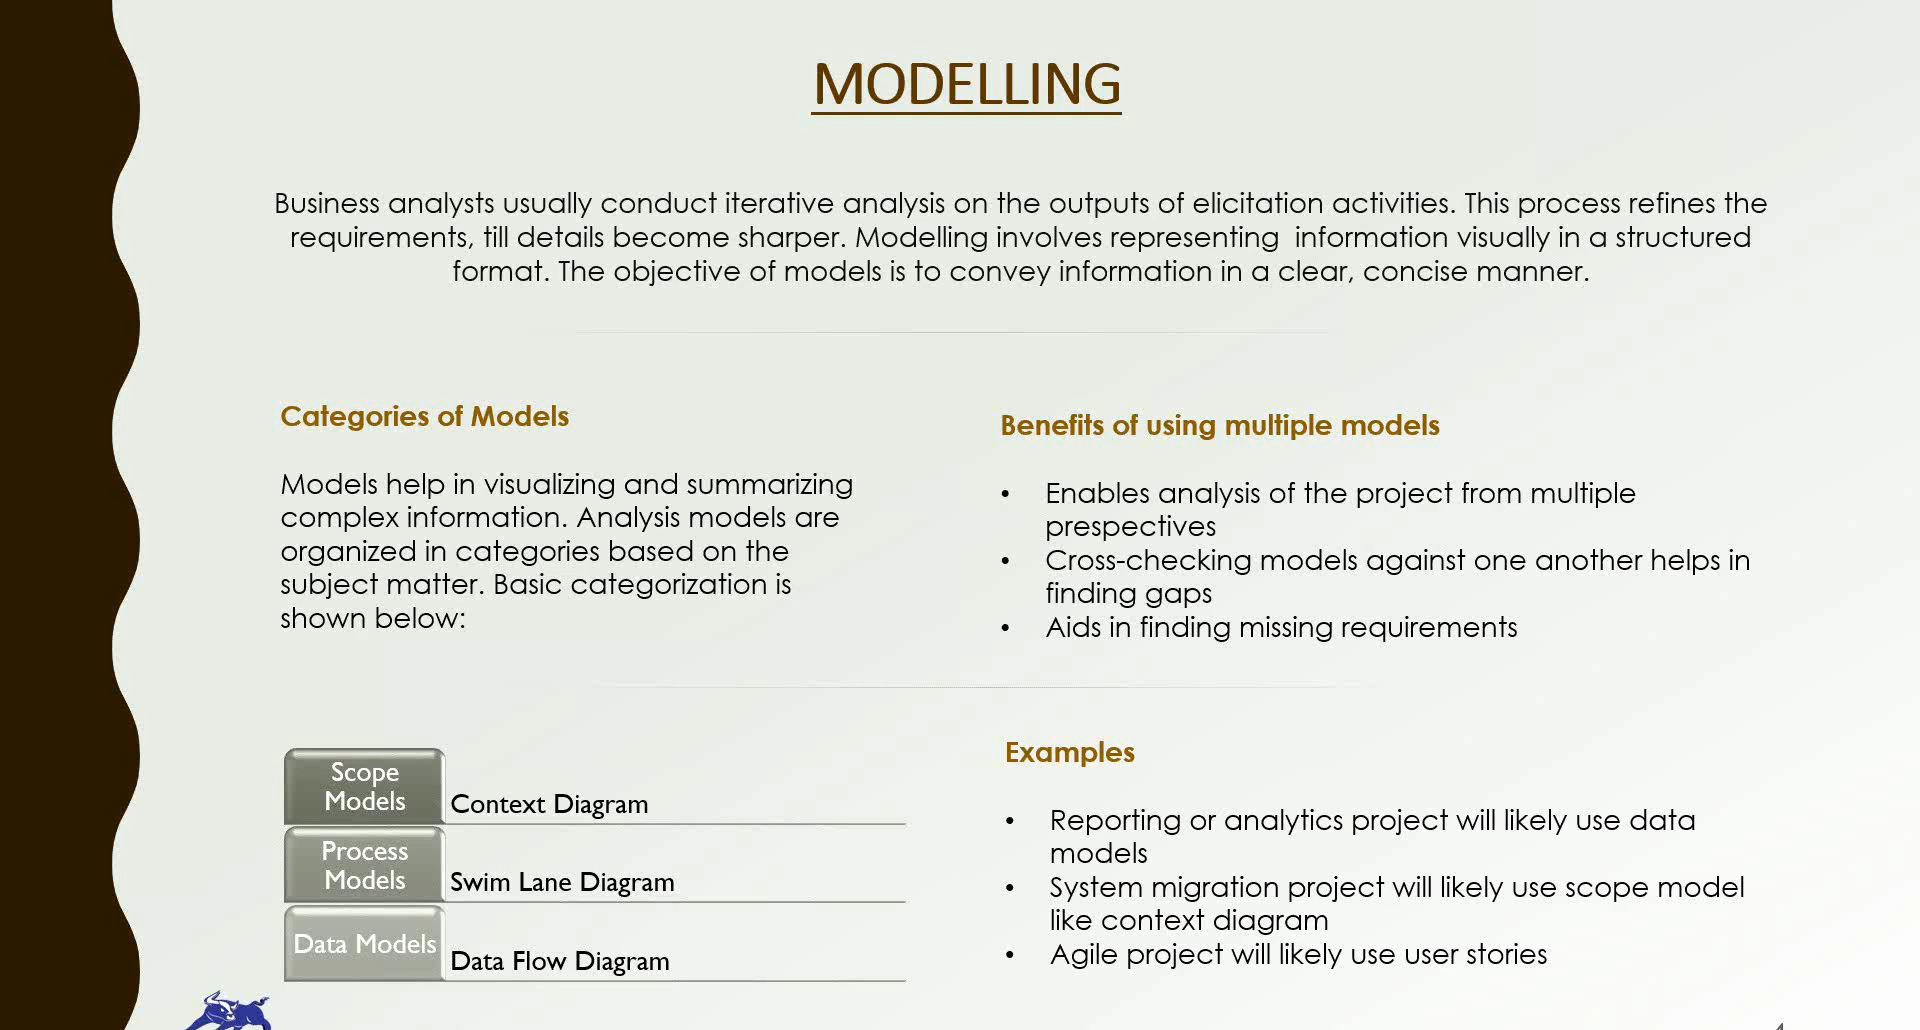 MODELLING
Business analysts usually conduct iterative analysis on the outputs of elicitation activities. This process refines the
requirements, till details become sharper. Modelling involves representing  information visually in a structured
format. The objective of models is to convey information in a clear, concise manner.
Categories of Models
Models help in visualizing and summarizing
complex information. Analysis models are
organized in categories based on the
subject matter. Basic categorization is
shown below:
Benefits of using multiple models
• Enables analysis of the project from multiple
prespectives
• Cross-checking models against one another helps in
finding gaps
• Aids in finding missing requirements
Scope
Models
Context Diagram
Process
Models
Swim Lane Diagram
Data Models
Data Flow Diagram
Examples
• Reporting or analytics project will likely use data
models
• System migration project will likely use scope model
like context diagram
• Agile project will likely use user stories